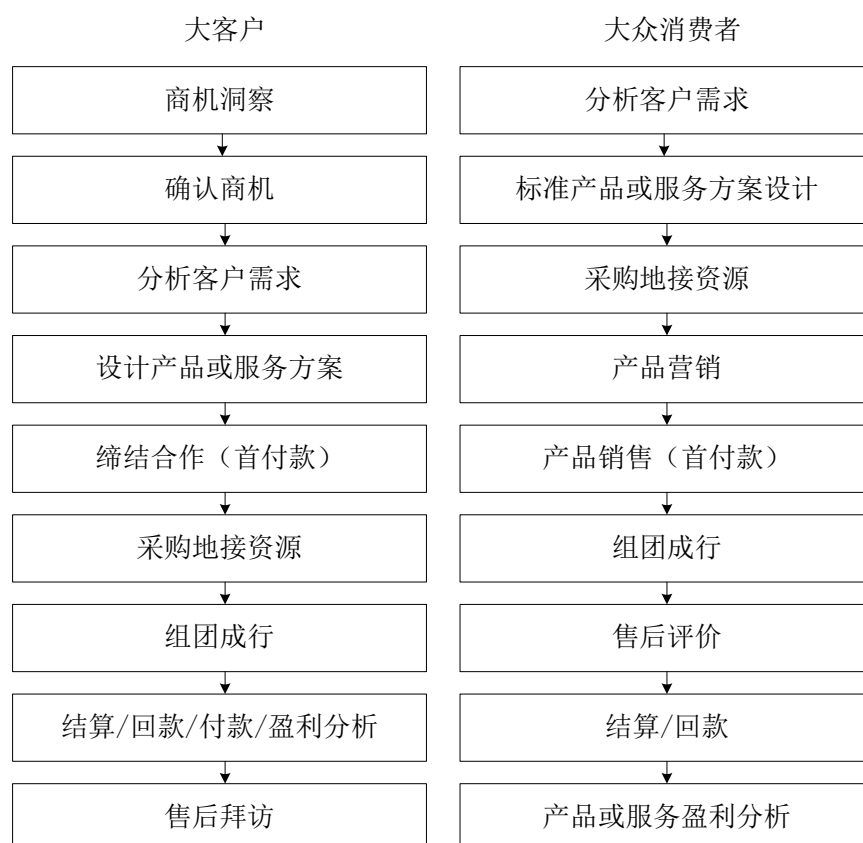 大客户
商机洞察
确认商机
分析客户需求
设计产品或服务方案
缔结合作（首付款）
采购地接资源
组团成行
结算/回款/付款/盈利分析
售后拜访
大众消费者
分析客户需求
标准产品或服务方案设计
采购地接资源
产品营销
产品销售（首付款）
组团成行
售后评价
结算/回款
产品或服务盈利分析